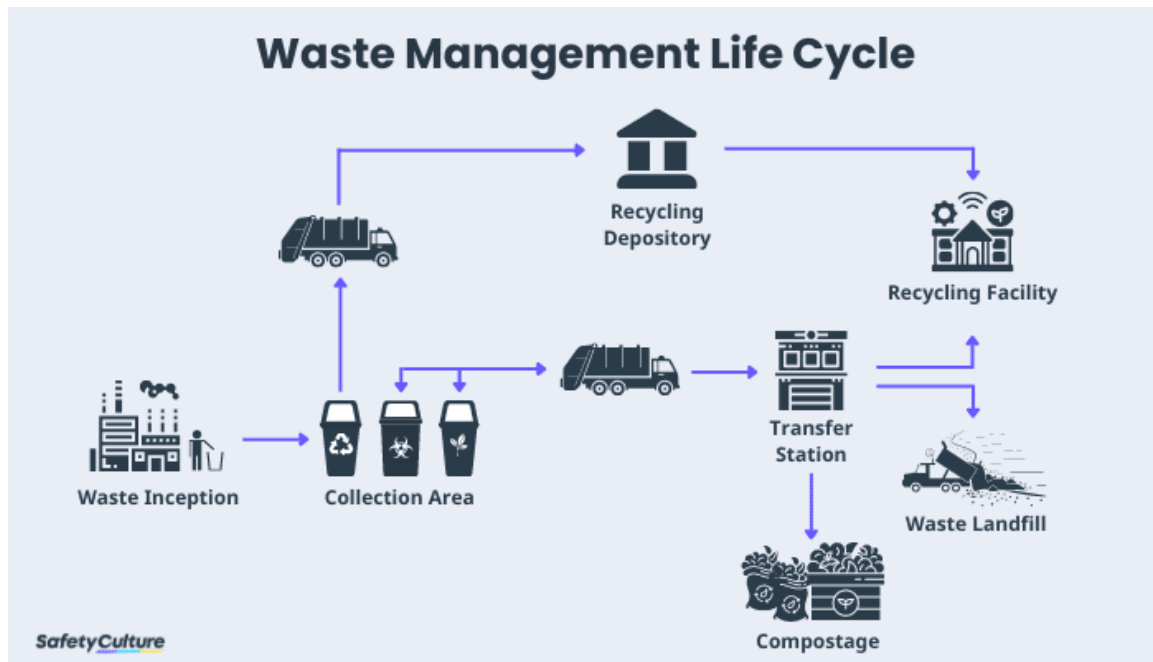 Waste Management Life Cycle
Recycling
Depository
Recycling Facility
Transfer
Station
Waste Inception
Collection Area
Waste Landfill
Compostage
SafetyCulture